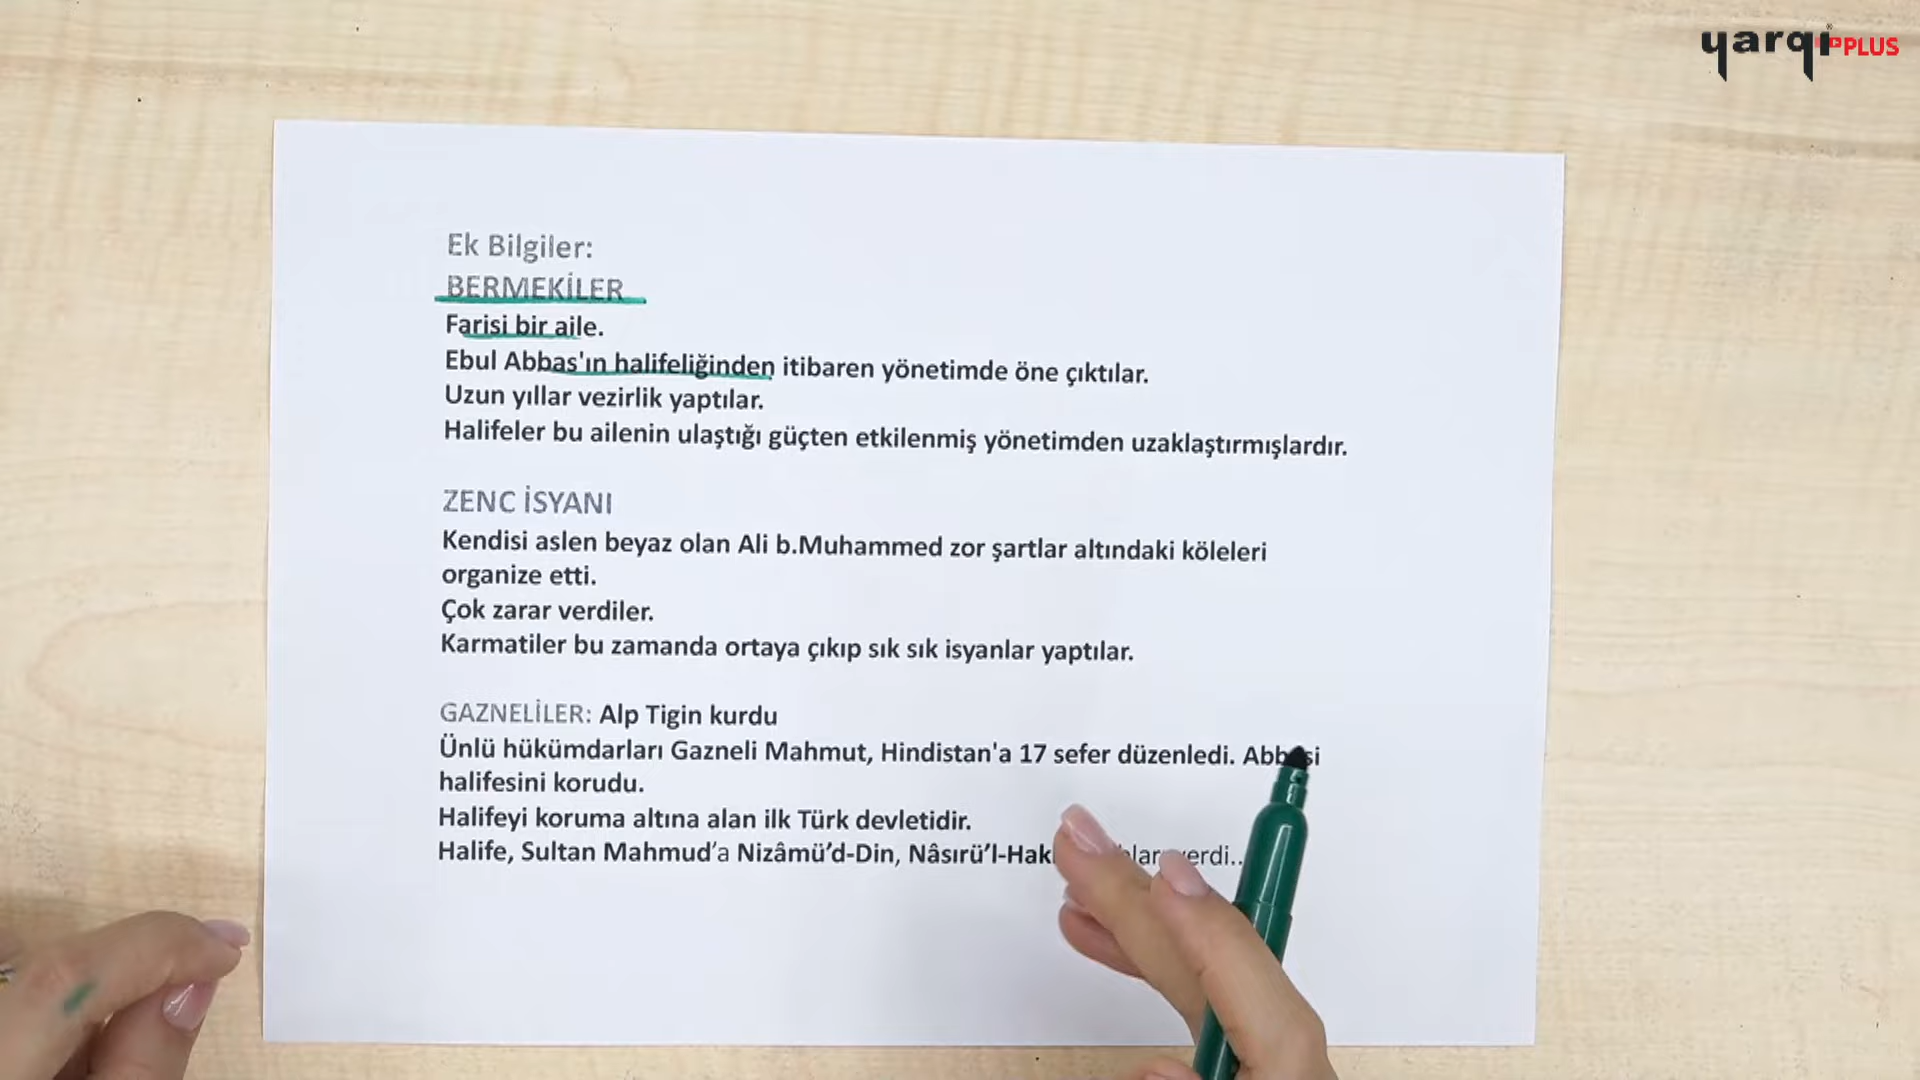 yarqı PLUS
Ek Bilgiler:
BERMEKİLER
Farisi bir aile.
Ebul Abbas'ın halifeliğinden itibaren yönetimde öne çıktılar.
Uzun yıllar vezirlik yaptılar.
Halifeler bu ailenin ulaştığı güçten etkilenmiş yönetimden uzaklaştırmışlardır.
ZENC İSYANI
Kendisi aslen beyaz olan Ali b.Muhammed zor şartlar altındaki köleleri
organize etti.
Çok zarar verdiler.
Karmatiler bu zamanda ortaya çıkıp sık sık isyanlar yaptılar.
GAZNELİLER: Alp Tigin kurdu
Ünlü hükümdarları Gazneli Mahmut, Hindistan'a 17 sefer düzenledi. Abbasi
halifesini korudu.
Halifeyi koruma altına alan ilk Türk devletidir.
Halife, Sultan Mahmud’a Nizâmü’d-Din, verdi..